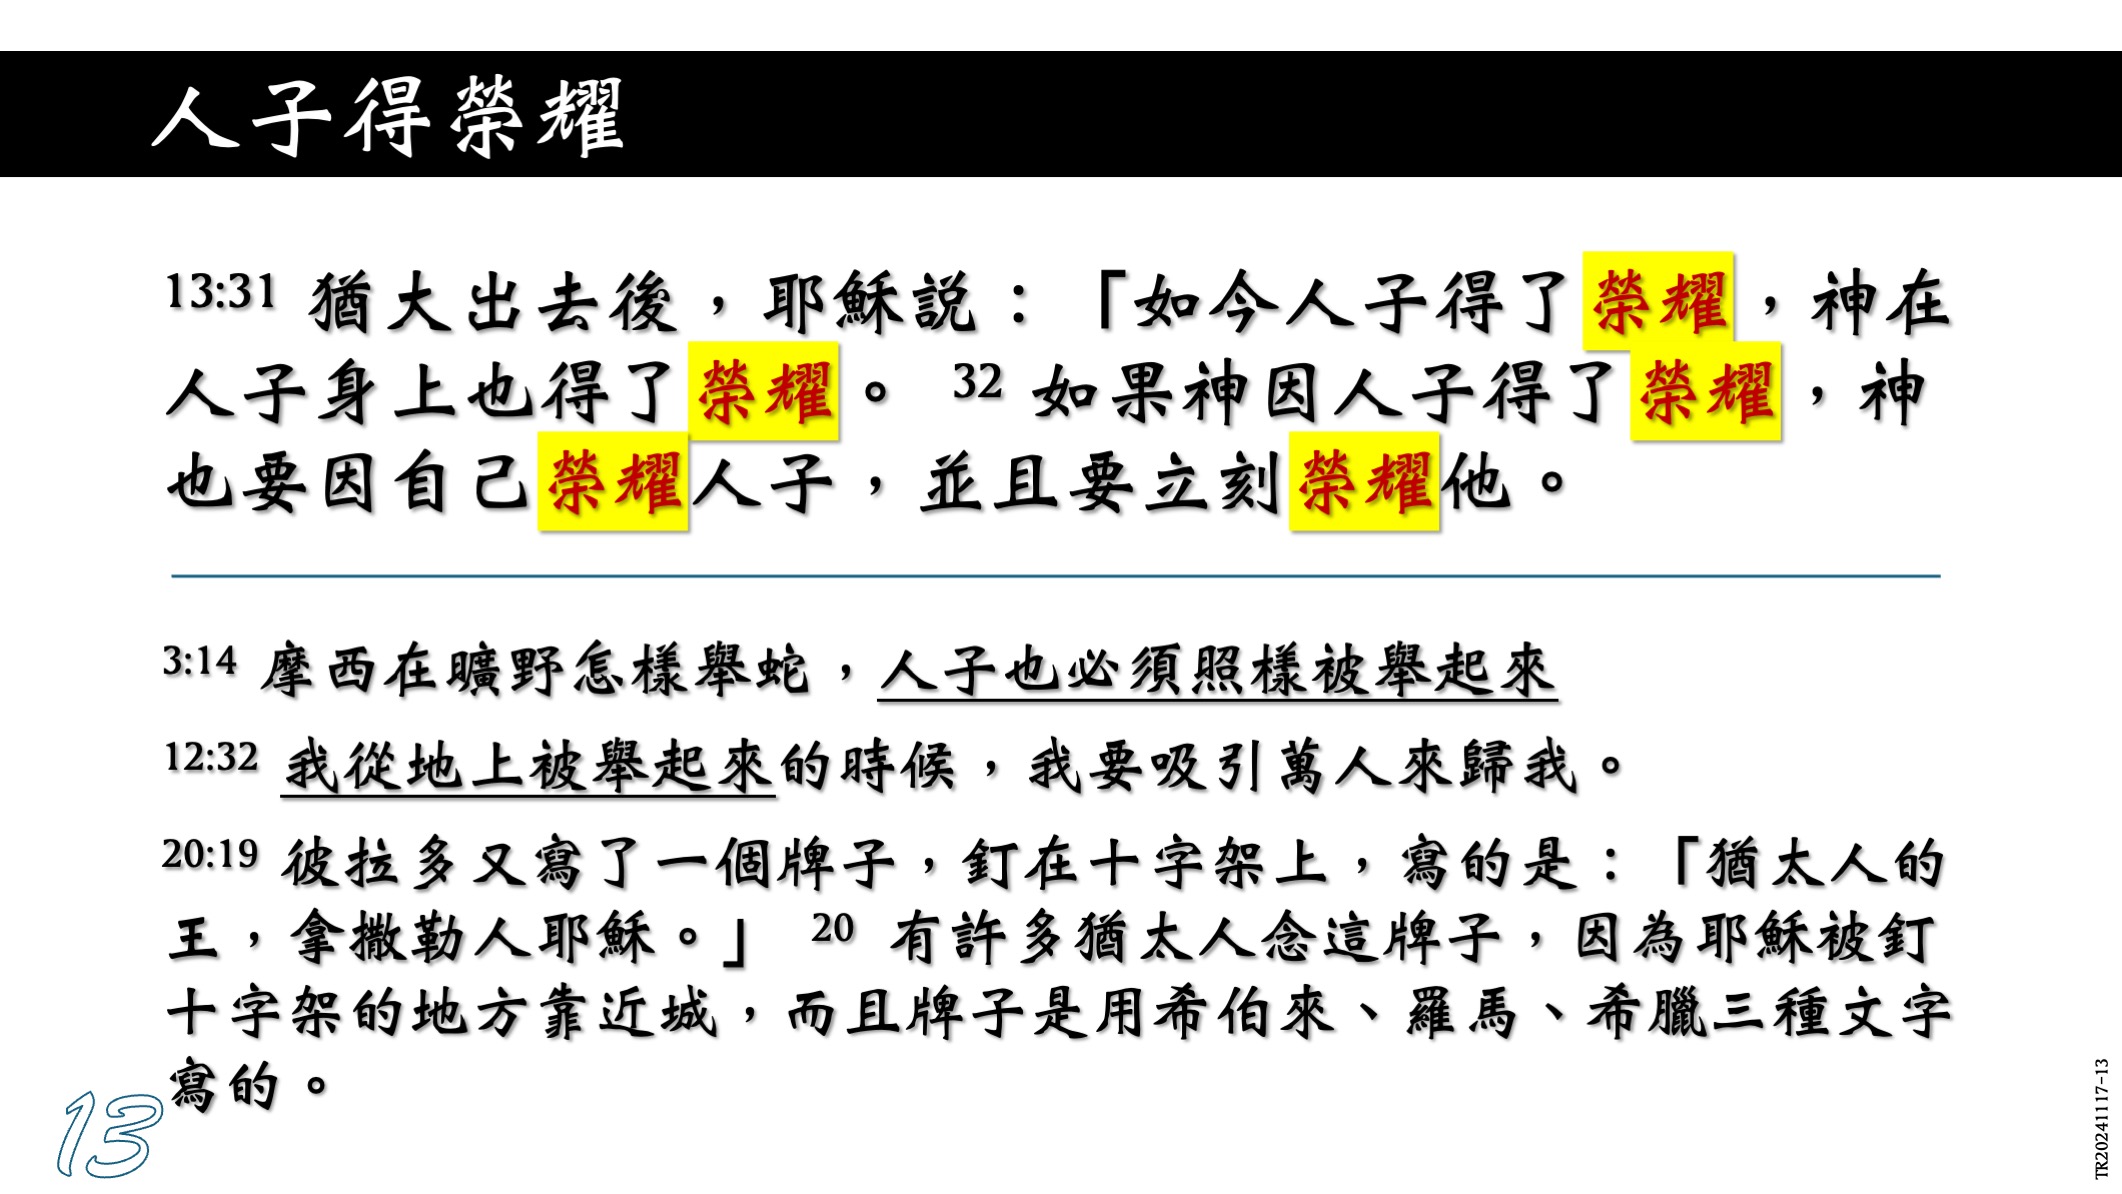 人子得榮耀
13:31 猶大出去後，耶穌説：「如今人子得了榮耀，神在
人子身上也得了榮耀。 32 如果神因人子得了榮耀，神
也要因自己榮耀人子，並且要立刻榮耀他。
3:14 摩西在曠野怎樣舉蛇，人子也必須照樣被舉起來
12:32 我從地上被舉起來的時候，我要吸引萬人來歸我。
20:19 彼拉多又寫了一個牌子，釘在十字架上，寫的是：「猶太人的
王，拿撒勒人耶穌。」 20 有許多猶太人念這牌子，因為耶穌被釘
十字架的地方靠近城，而且牌子是用希伯來、羅馬、希臘三種文字
寫的。
13
TR20241117-13